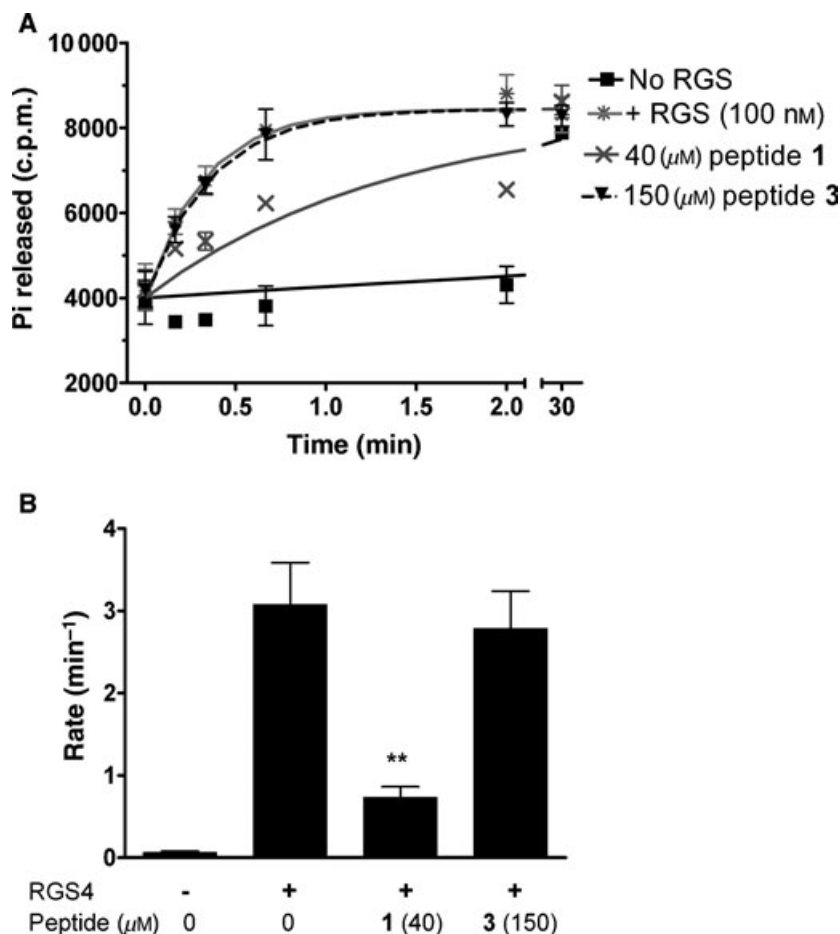 A
Pi released (c.p.m.)
10 000
8000
6000
4000
2000
0.0 0.5 1.0 1.5 2.0 30
Time (min)
No RGS
+ RGS (100 nM)
40 (μM) peptide 1
150 (μM) peptide 3
B
Rate (min⁻¹)
4
3
2
1
0
**
RGS4 - + + +
Peptide (μM) 0 0 1 (40) 3 (150)